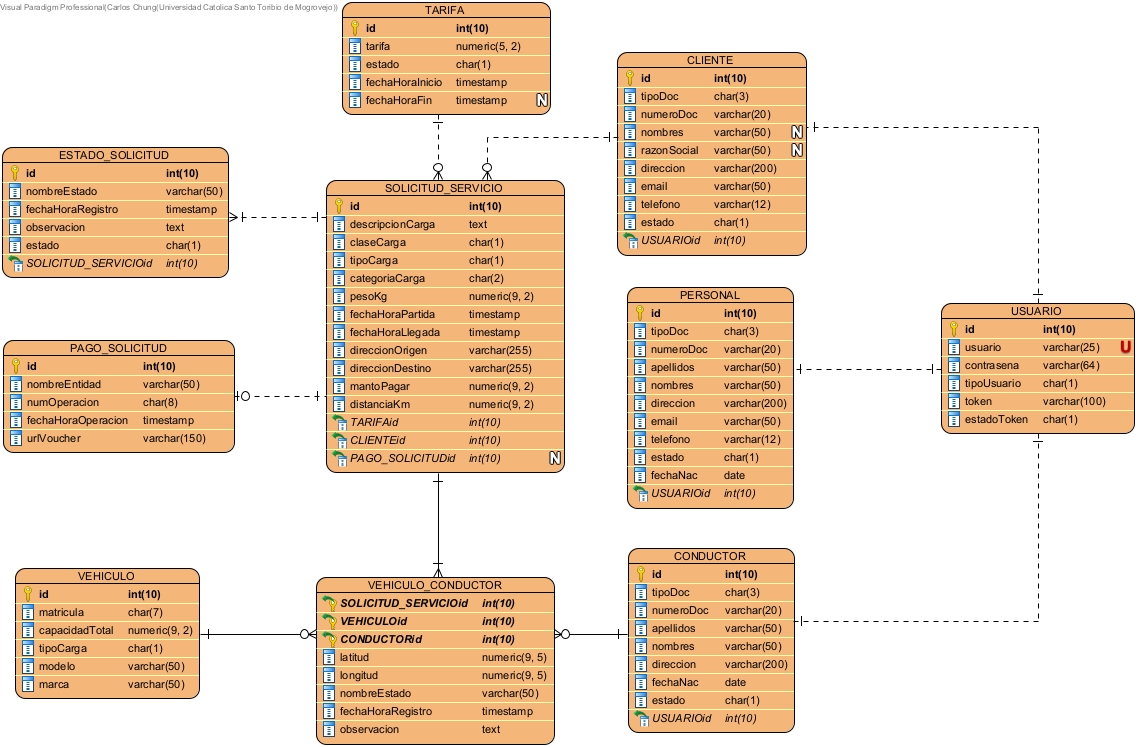 Visual Paradigm Professional(Carlos Chung(Universidad Catolica Santo Toribio de Mogrovejo))
TARIFA
id int(10)
tarifa numeric(5, 2)
estado char(1)
fechaHoraInicio timestamp
fechaHoraFin timestamp N
CLIENTE
id int(10)
tipoDoc char(3)
numeroDoc varchar(20)
nombres varchar(50) N
razonSocial varchar(50) N
direccion varchar(200)
email varchar(50)
telefono varchar(12)
estado char(1)
USUARIOid int(10)
ESTADO_SOLICITUD
id int(10)
nombreEstado varchar(50)
fechaHoraRegistro timestamp
observacion text
estado char(1)
SOLICITUD_SERVICIOid int(10)
SOLICITUD_SERVICIO
id int(10)
descripcionCarga text
claseCarga char(1)
tipoCarga char(1)
categoriaCarga char(2)
pesoKg numeric(9, 2)
fechaHoraPartida timestamp
fechaHoraLlegada timestamp
direccionOrigen varchar(255)
direccionDestino varchar(255)
mantoPagar numeric(9, 2)
distanciaKm numeric(9, 2)
TARIFAid int(10)
CLIENTEid int(10)
PAGO_SOLICITUDid int(10) N
PERSONAL
id int(10)
tipoDoc char(3)
numeroDoc varchar(20)
apellidos varchar(50)
nombres varchar(50)
direccion varchar(200)
email varchar(50)
telefono varchar(12)
estado char(1)
fechaNac date
USUARIOid int(10)
USUARIO
id int(10)
usuario varchar(25) U
contrasena varchar(64)
tipoUsuario char(1)
token varchar(100)
estadoToken char(1)
PAGO_SOLICITUD
id int(10)
nombreEntidad varchar(50)
numOperacion char(8)
fechaHoraOperacion timestamp
urlVoucher varchar(150)
VEHICULO
id int(10)
matricula char(7)
capacidadTotal numeric(9, 2)
tipoCarga char(1)
modelo varchar(50)
marca varchar(50)
VEHICULO_CONDUCTOR
SOLICITUD_SERVICIOid int(10)
VEHICULOid int(10)
CONDUCTORid int(10)
latitud numeric(9, 5)
longitud numeric(9, 5)
nombreEstado varchar(50)
fechaHoraRegistro timestamp
observacion text
CONDUCTOR
id int(10)
tipoDoc char(3)
numeroDoc varchar(20)
apellidos varchar(50)
nombres varchar(50)
direccion varchar(200)
fechaNac date
estado char(1)
USUARIOid int(10)